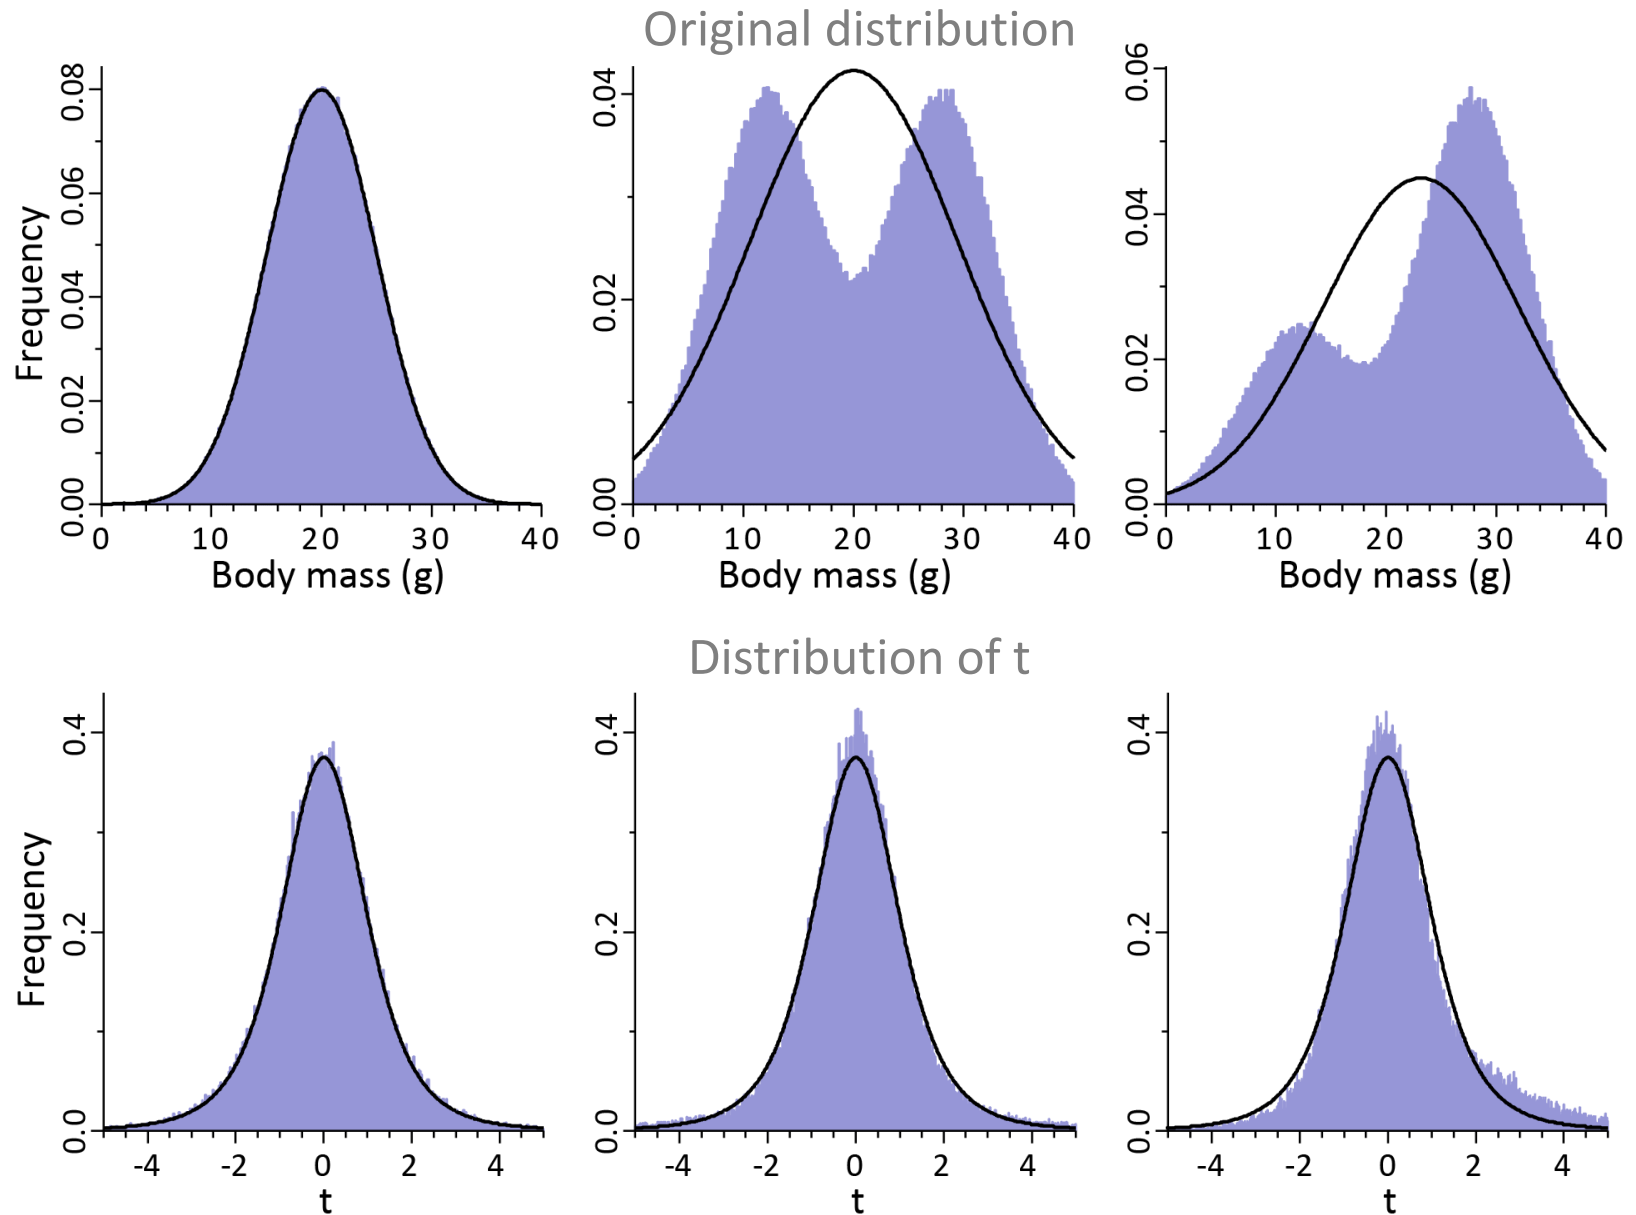 Original distribution
Frequency
0.00 0.02 0.04 0.06 0.08
0 10 20 30 40
Body mass (g)
0.00 0.02 0.04
0 10 20 30 40
Body mass (g)
0.00 0.02 0.04 0.06
0 10 20 30 40
Body mass (g)
Distribution of t
Frequency
0.0 0.2 0.4
-4 -2 0 2 4
t
0.0 0.2 0.4
-4 -2 0 2 4
t
0.0 0.2 0.4
-4 -2 0 2 4
t